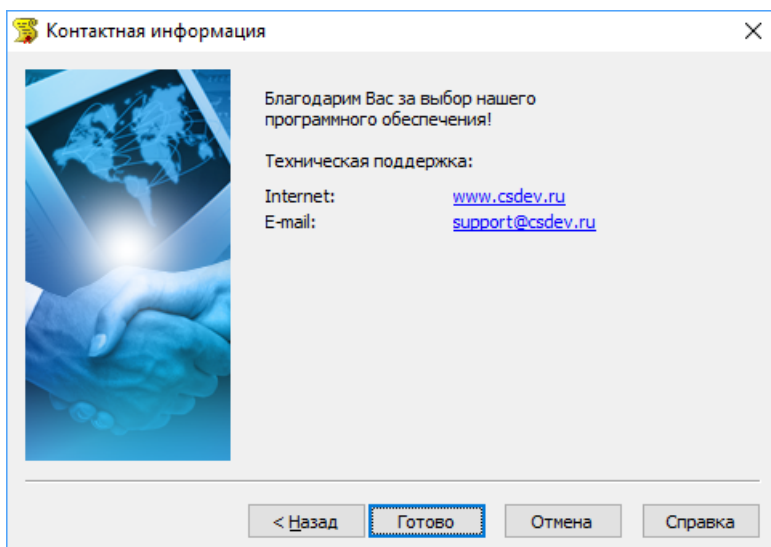 Контактная информация
Благодарим Вас за выбор нашего
программного обеспечения!
Техническая поддержка:
Internet: www.csdev.ru
E-mail: support@csdev.ru
< Назад Готово Отмена Справка